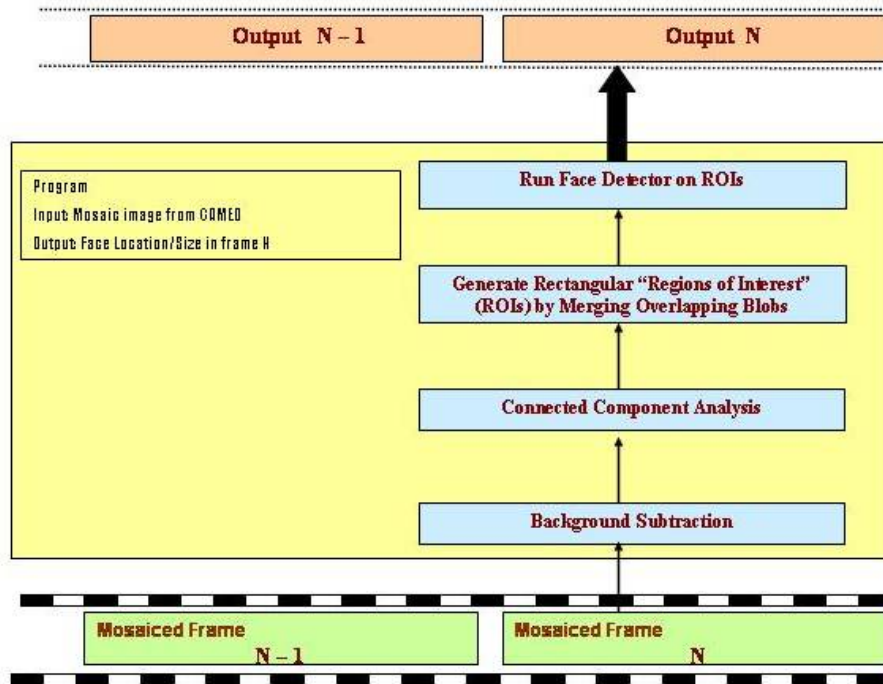 Output N – 1
Output N
Program
Input: Mosaic image from CAMEO
Output: Face Location/Size in frame N
Run Face Detector on ROIs
Generate Rectangular “Regions of Interest”
(ROIs) by Merging Overlapping Blobs
Connected Component Analysis
Background Subtraction
Mosaiced Frame
N – 1
Mosaiced Frame
N